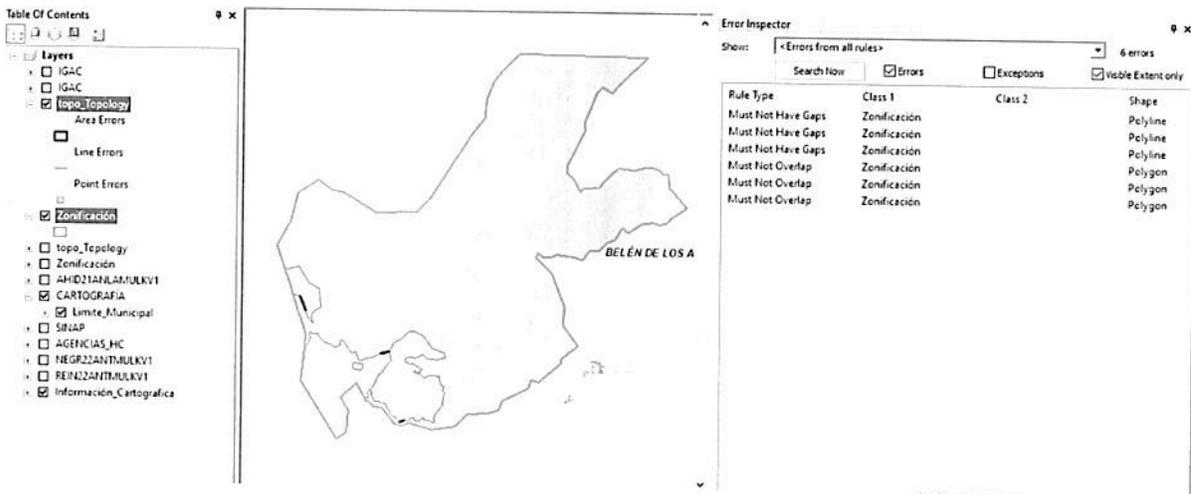 Table Of Contents
Layers
IGAC
IGAC
topo_Topology
Area Errors
Line Errors
Point Errors
Zonificación
topo_Topology
Zonificación
AHID21ANLAMULKV1
CARTOGRAFÍA
Limite_Municipal
SINAP
AGENCIAS_HC
NEGR22ANTMULKV1
REIN22ANTMULKV1
Información_Cartografica
BELÉN DE LOS A
Error Inspector
Show: <Errors from all rules> 6 errors
Search Now Errors Exceptions Visible Extent only
Rule Type Class 1 Class 2 Shape
Must Not Have Gaps Zonificación Polyline
Must Not Have Gaps Zonificación Polyline
Must Not Have Gaps Zonificación Polyline
Must Not Overlap Zonificación Polygon
Must Not Overlap Zonificación Polygon
Must Not Overlap Zonificación Polygon